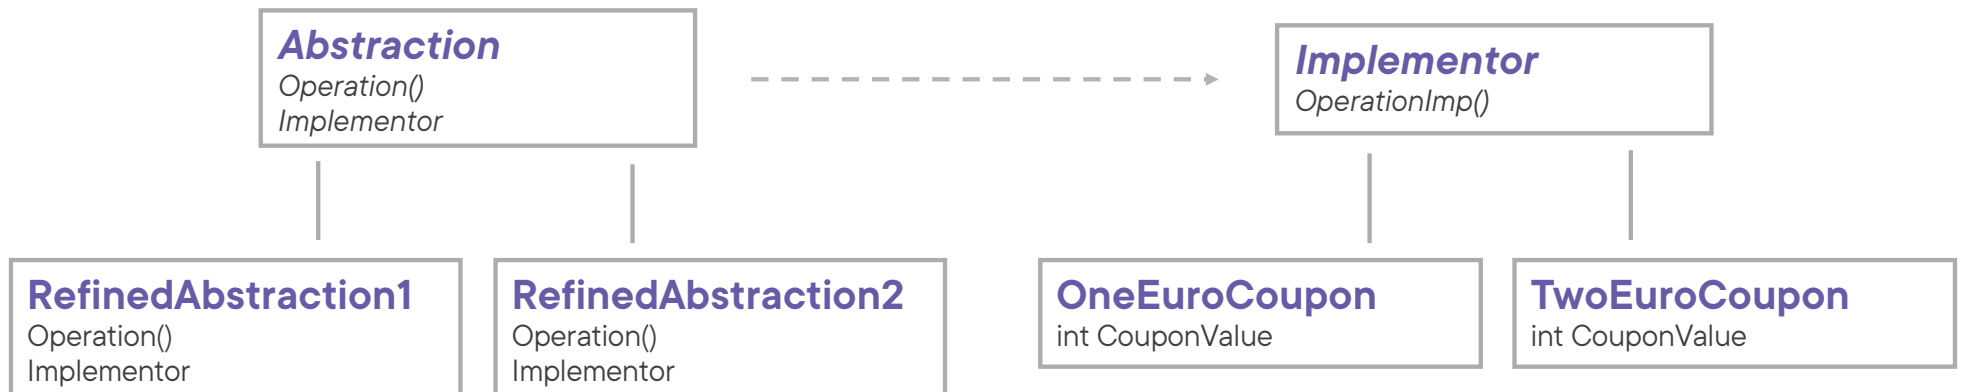 Abstraction
Operation()
Implementor
Implementor
OperationImp()
RefinedAbstraction1
Operation()
Implementor
RefinedAbstraction2
Operation()
Implementor
OneEuroCoupon
int CouponValue
TwoEuroCoupon
int CouponValue